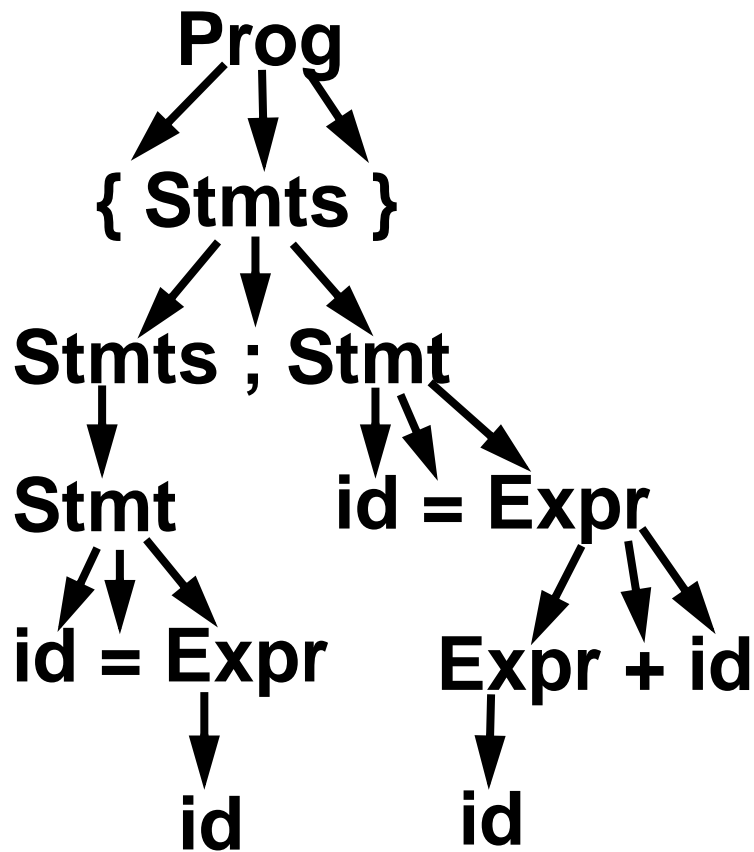 Prog
{ Stmts }
Stmts ; Stmt
Stmt
id = Expr
id = Expr
Expr + id
id
id